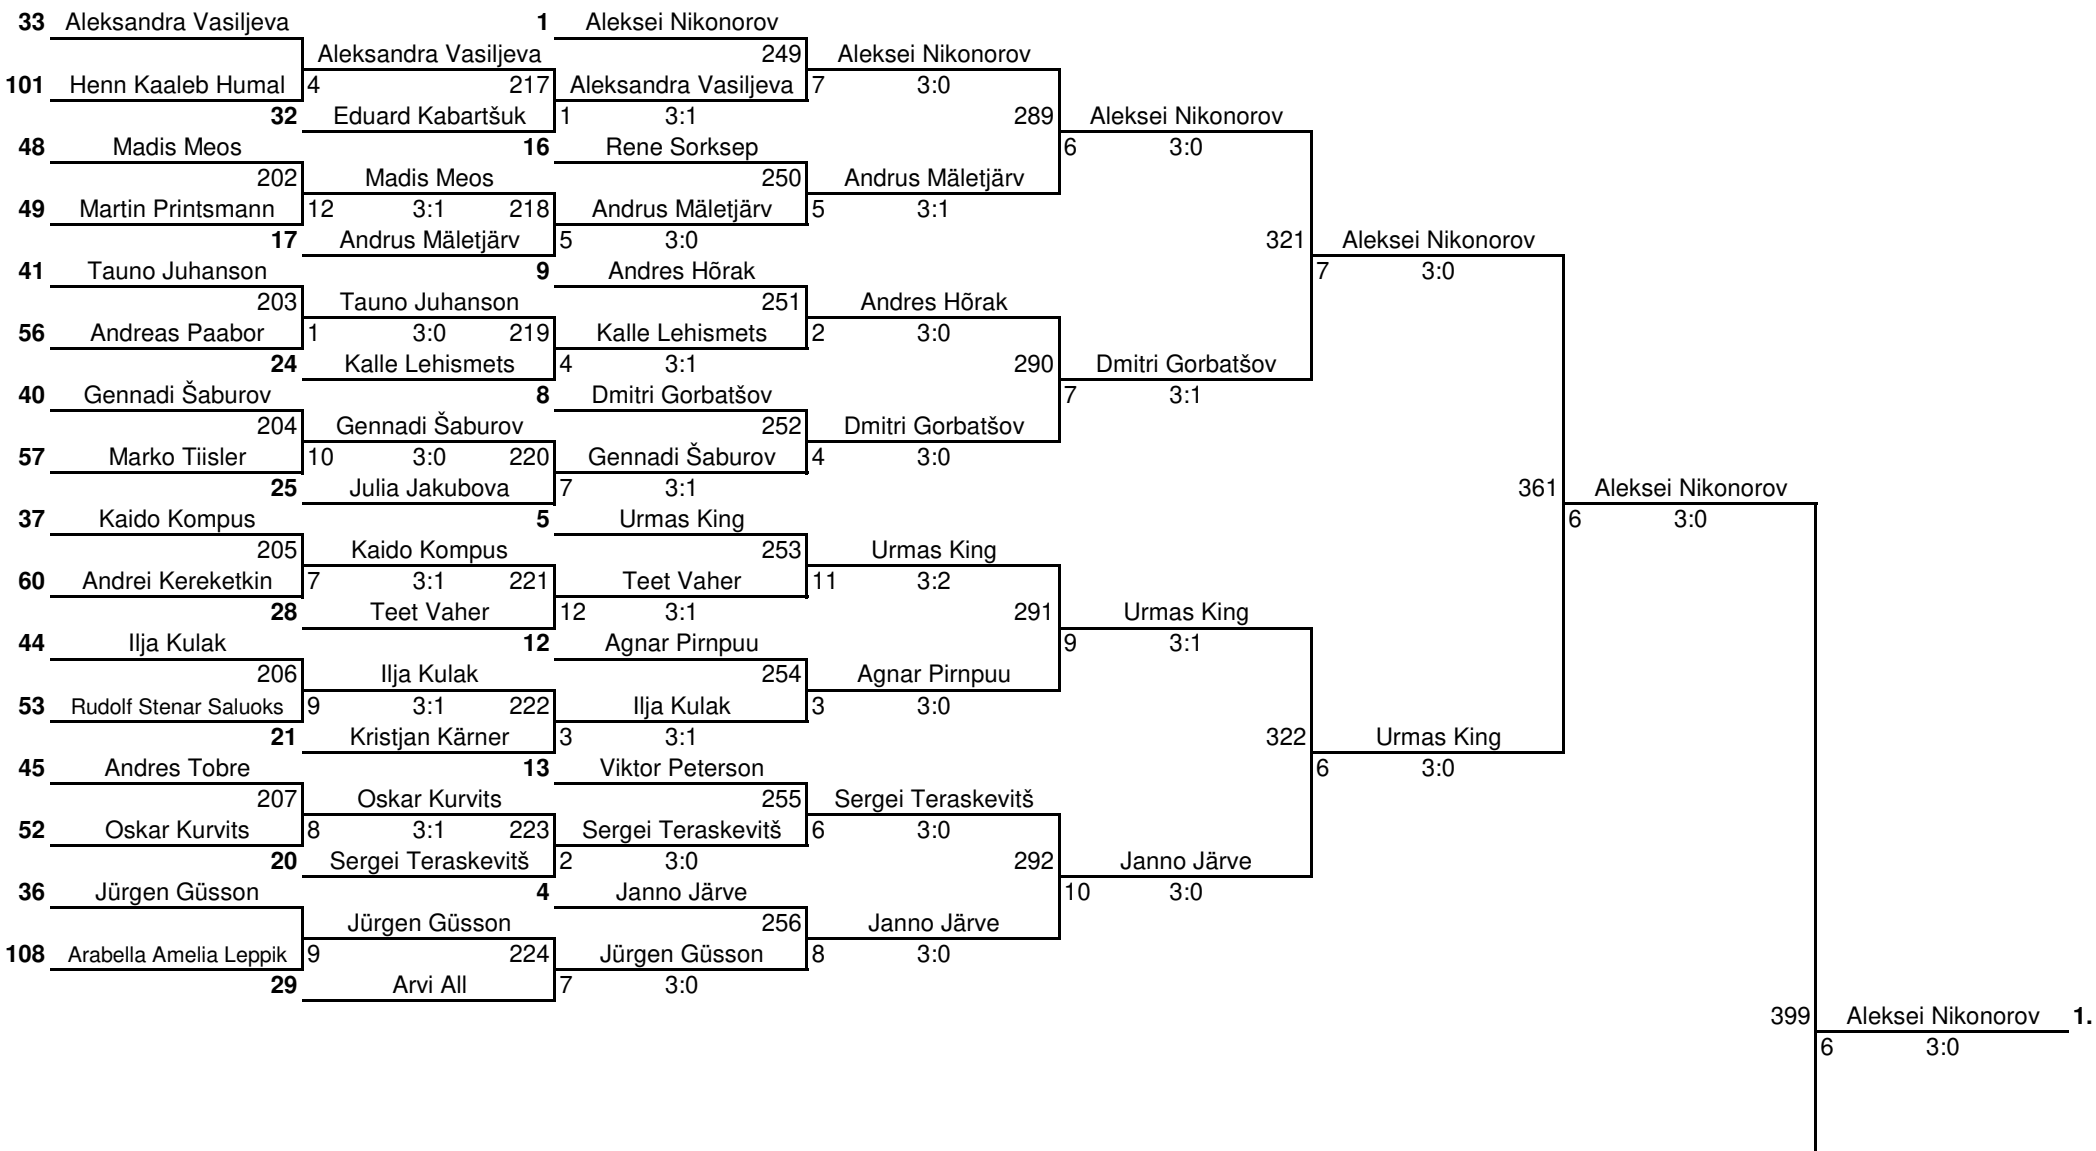 33 Aleksandra Vasiljeva 1 Aleksei Nikonorov
Aleksandra Vasiljeva 249 Aleksei Nikonorov
101 Henn Kaaleb Humal 4 217 Aleksandra Vasiljeva 7 3:0
32 Eduard Kabartšuk 1 3:1 289 Aleksei Nikonorov
48 Madis Meos 16 Rene Sorksep 6 3:0
202 Madis Meos 250 Andrus Mäletjärv
49 Martin Printsmann 12 3:1 218 Andrus Mäletjärv 5 3:1
17 Andrus Mäletjärv 5 3:0 321 Aleksei Nikonorov
41 Tauno Juhanson 9 Andres Hõrak 7 3:0
203 Tauno Juhanson 251 Andres Hõrak
56 Andreas Paabor 1 3:0 219 Kalle Lehismets 2 3:0
24 Kalle Lehismets 4 3:1 290 Dmitri Gorbatšov
40 Gennadi Šaburov 8 Dmitri Gorbatšov 7 3:1
204 Gennadi Šaburov 252 Dmitri Gorbatšov
57 Marko Tiisler 10 3:0 220 Gennadi Šaburov 4 3:0
25 Julia Jakubova 7 3:1 361 Aleksei Nikonorov
37 Kaido Kompus 5 Urmas King 6 3:0
205 Kaido Kompus 253 Urmas King
60 Andrei Kereketkin 7 3:1 221 Teet Vaher 11 3:2
28 Teet Vaher 12 3:1 291 Urmas King
44 Ilja Kulak 12 Agnar Pirnpuu 9 3:1
206 Ilja Kulak 254 Agnar Pirnpuu
53 Rudolf Stenar Saluoks 9 3:1 222 Ilja Kulak 3 3:0
21 Kristjan Kärner 3 3:1 322 Urmas King
45 Andres Tobre 13 Viktor Peterson 6 3:0
207 Oskar Kurvits 255 Sergei Teraskevitš
52 Oskar Kurvits 8 3:1 223 Sergei Teraskevitš 6 3:0
20 Sergei Teraskevitš 2 3:0 292 Janno Järve
36 Jürgen Güsson 4 Janno Järve 10 3:0
Jürgen Güsson 256 Janno Järve
108 Arabella Amelia Leppik 9 224 Jürgen Güsson 8 3:0
29 Arvi All 7 3:0
399 Aleksei Nikonorov 1.
6 3:0